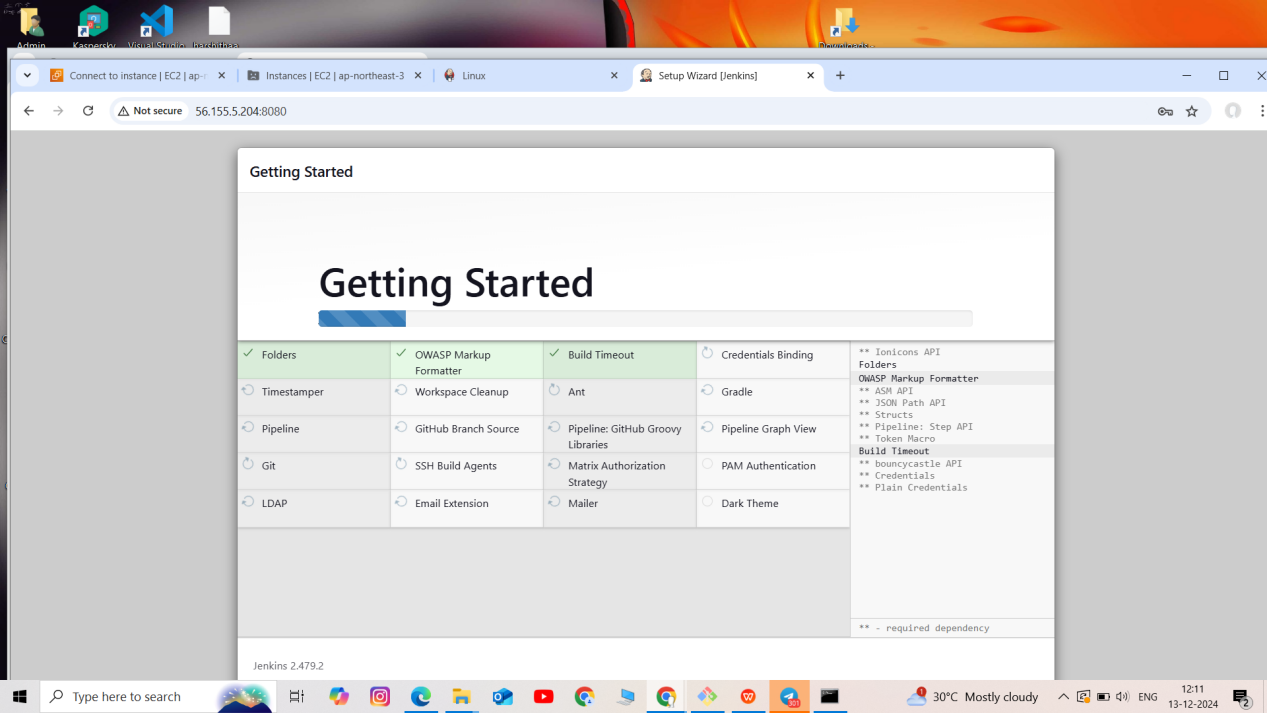 Admin
Kaspersky
Visual Studio
harshithaa
Downloads -
Connect to instance | EC2 | ap-n
Instances | EC2 | ap-northeast-3
Linux
Setup Wizard [Jenkins]
Not secure
56.155.5.204:8080
Getting Started
Getting Started
Folders
OWASP Markup
Formatter
Build Timeout
Credentials Binding
Timestamper
Workspace Cleanup
Ant
Gradle
Pipeline
GitHub Branch Source
Pipeline: GitHub Groovy
Libraries
Pipeline Graph View
Git
SSH Build Agents
Matrix Authorization
Strategy
PAM Authentication
LDAP
Email Extension
Mailer
Dark Theme
** Ionicons API
Folders
OWASP Markup Formatter
** ASM API
** JSON Path API
** Structs
** Pipeline: Step API
** Token Macro
Build Timeout
** bouncycastle API
** Credentials
** Plain Credentials
** - required dependency
Jenkins 2.479.2
Type here to search
301
1
30°C Mostly cloudy
ENG
12:11
13-12-2024
2